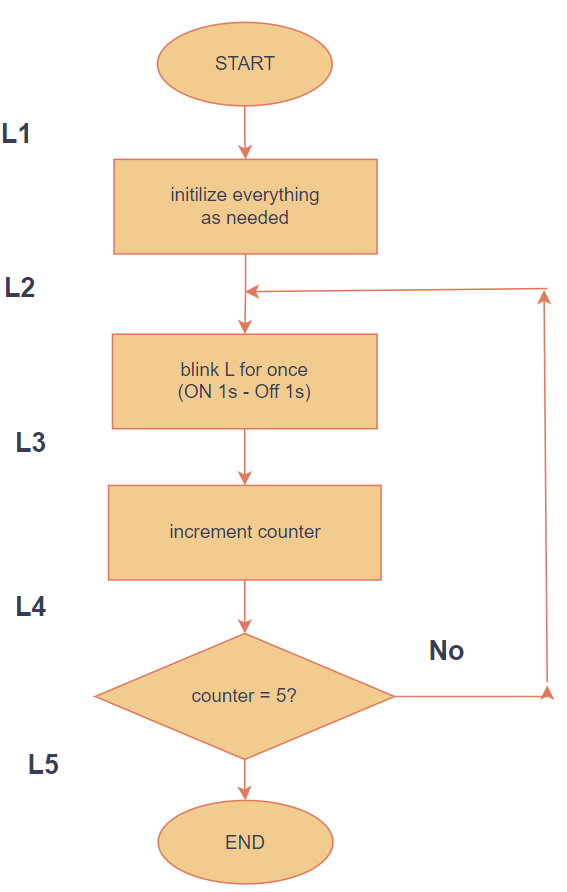 START
L1
initilize everything
as needed
L2
blink L for once
(ON 1s - Off 1s)
L3
increment counter
L4
No
counter = 5?
L5
END